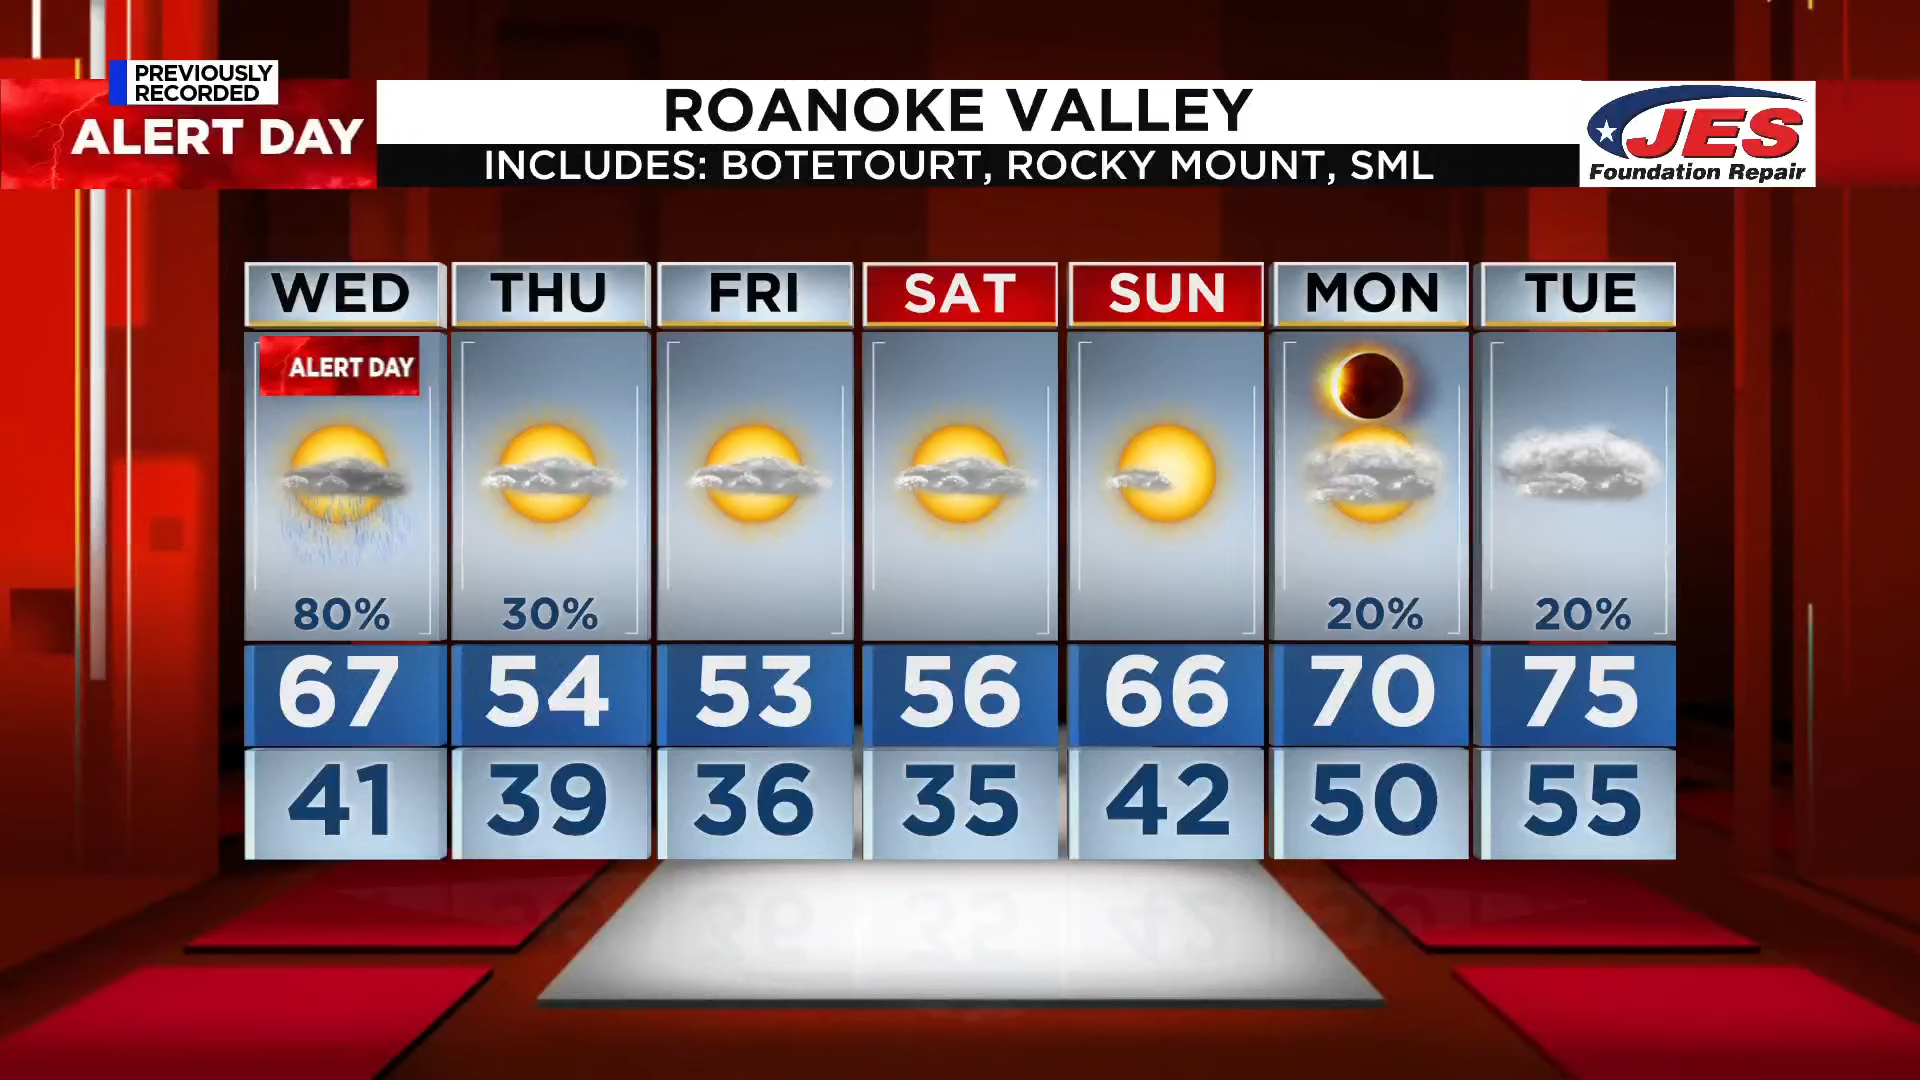 PREVIOUSLY
RECORDED
ALERT DAY
ROANOKE VALLEY
INCLUDES: BOTETOURT, ROCKY MOUNT, SML
JES
Foundation Repair
WED THU FRI SAT SUN MON TUE
ALERT DAY
80% 30% 20% 20%
67 54 53 56 66 70 75
41 39 36 35 42 50 55